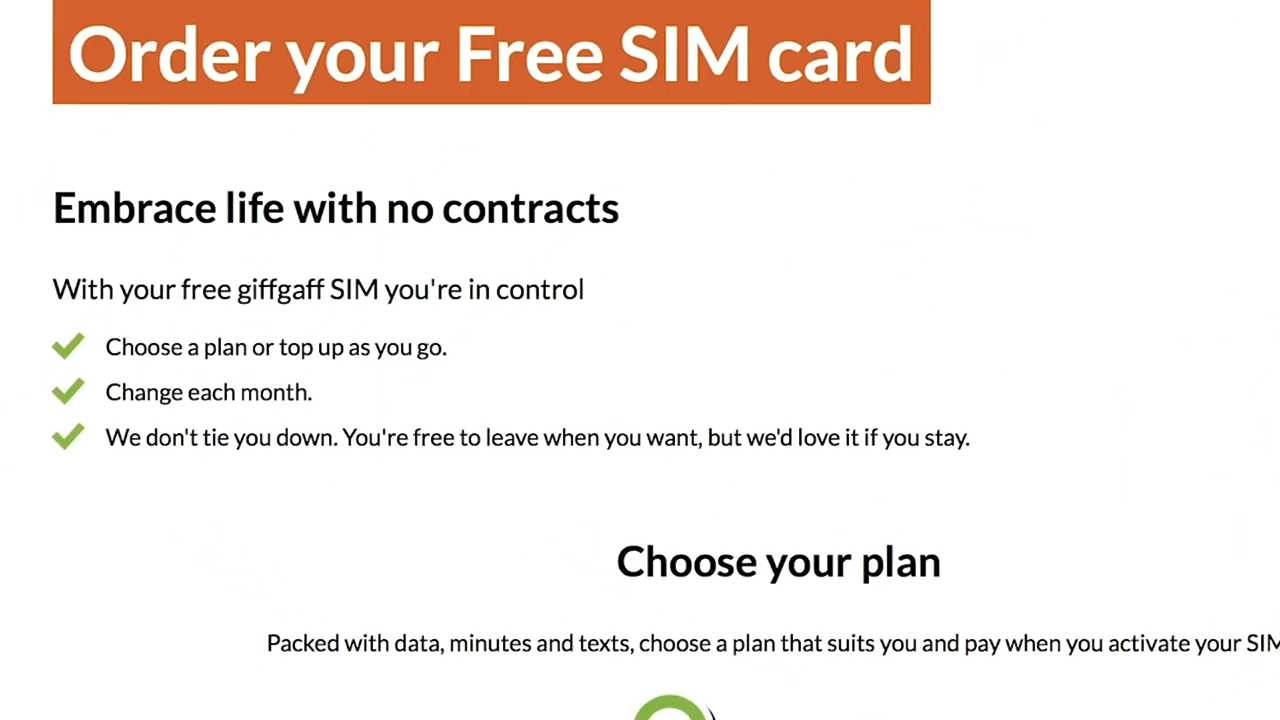 Order your Free SIM card
Embrace life with no contracts
With your free giffgaff SIM you're in control
Choose a plan or top up as you go.
Change each month.
We don't tie you down. You're free to leave when you want, but we'd love it if you stay.
Choose your plan
Packed with data, minutes and texts, choose a plan that suits you and pay when you activate your SIM